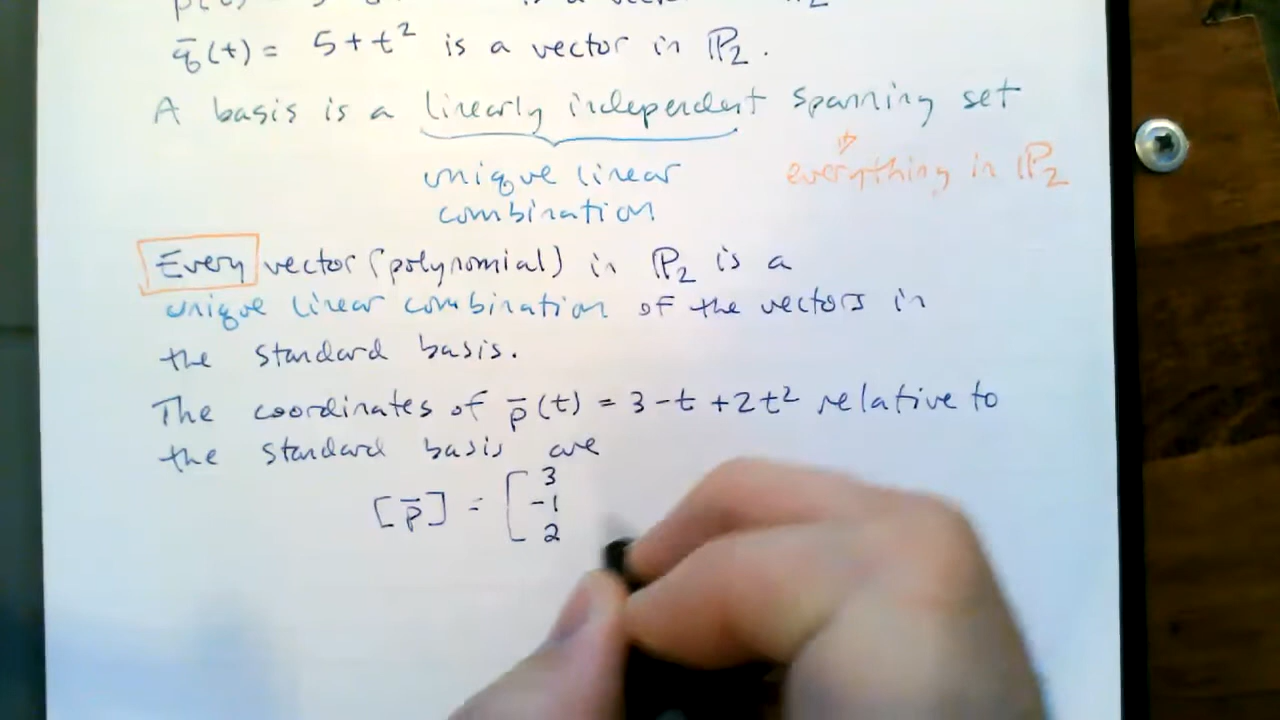 is a
q̄(t) = 5+t² is a vector in ℙ₂.
A basis is a linearly independent spanning set
unique linear everything in ℙ₂
combination
Every vector (polynomial) in ℙ₂ is a
unique linear combination of the vectors in
the standard basis.
The coordinates of p̄(t) = 3-t+2t² relative to
the standard basis are
[p̄] = [ 3
-1
2